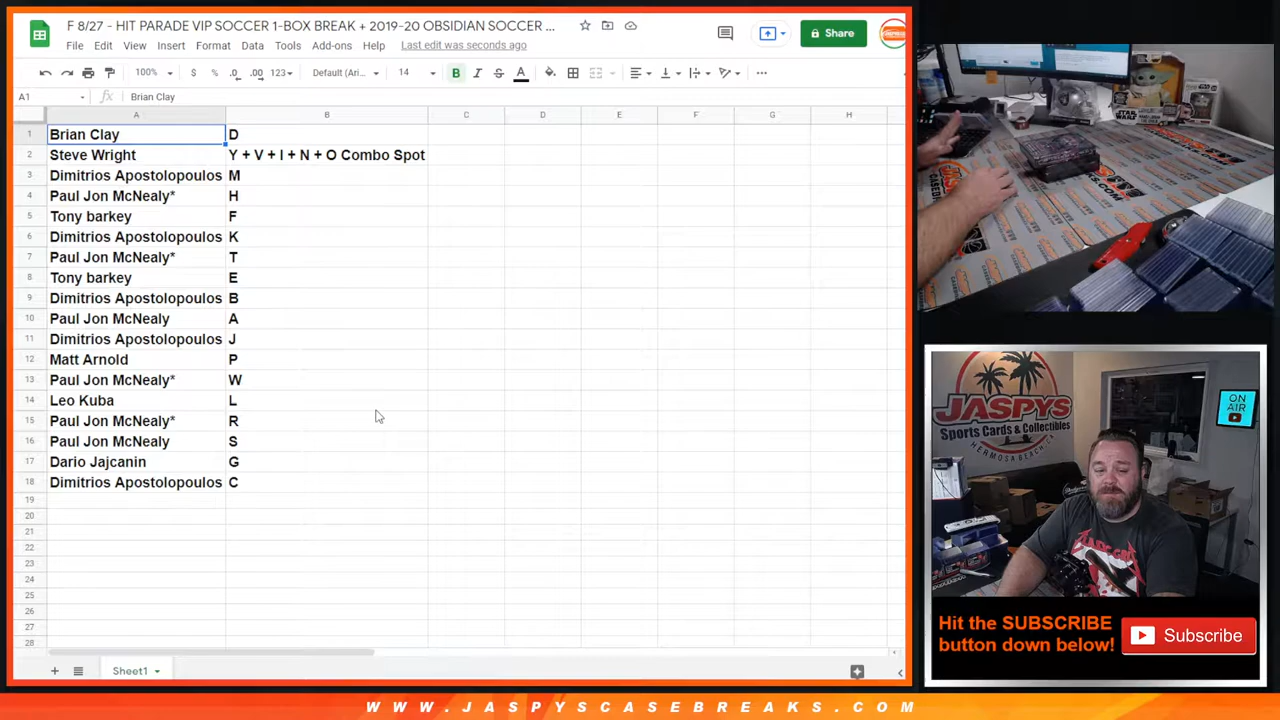 F 8/27 - HIT PARADE VIP SOCCER 1-BOX BREAK + 2019-20 OBSIDIAN SOCCER ...
File Edit View Insert Format Data Tools Add-ons Help Last edit was seconds ago
Share
100% $ % .0 .00 123 Default (Ari... 14 B I S A
A1 fx Brian Clay
A B C D E F G H
1 Brian Clay D
2 Steve Wright Y + V + I + N + O Combo Spot
3 Dimitrios Apostolopoulos M
4 Paul Jon McNealy* H
5 Tony barkey F
6 Dimitrios Apostolopoulos K
7 Paul Jon McNealy* T
8 Tony barkey E
9 Dimitrios Apostolopoulos B
10 Paul Jon McNealy A
11 Dimitrios Apostolopoulos J
12 Matt Arnold P
13 Paul Jon McNealy* W
14 Leo Kuba L
15 Paul Jon McNealy* R
16 Paul Jon McNealy S
17 Dario Jajcanin G
18 Dimitrios Apostolopoulos C
19
20
21
22
23
24
25
26
27
28
Sheet1
STAR WARS
JASPYS
Sports Cards & Collectibles
HERMOSA BEACH, CA
ON AIR
Hit the SUBSCRIBE
button down below!
Subscribe
WWW.JASPYSCASEBREAKS.COM